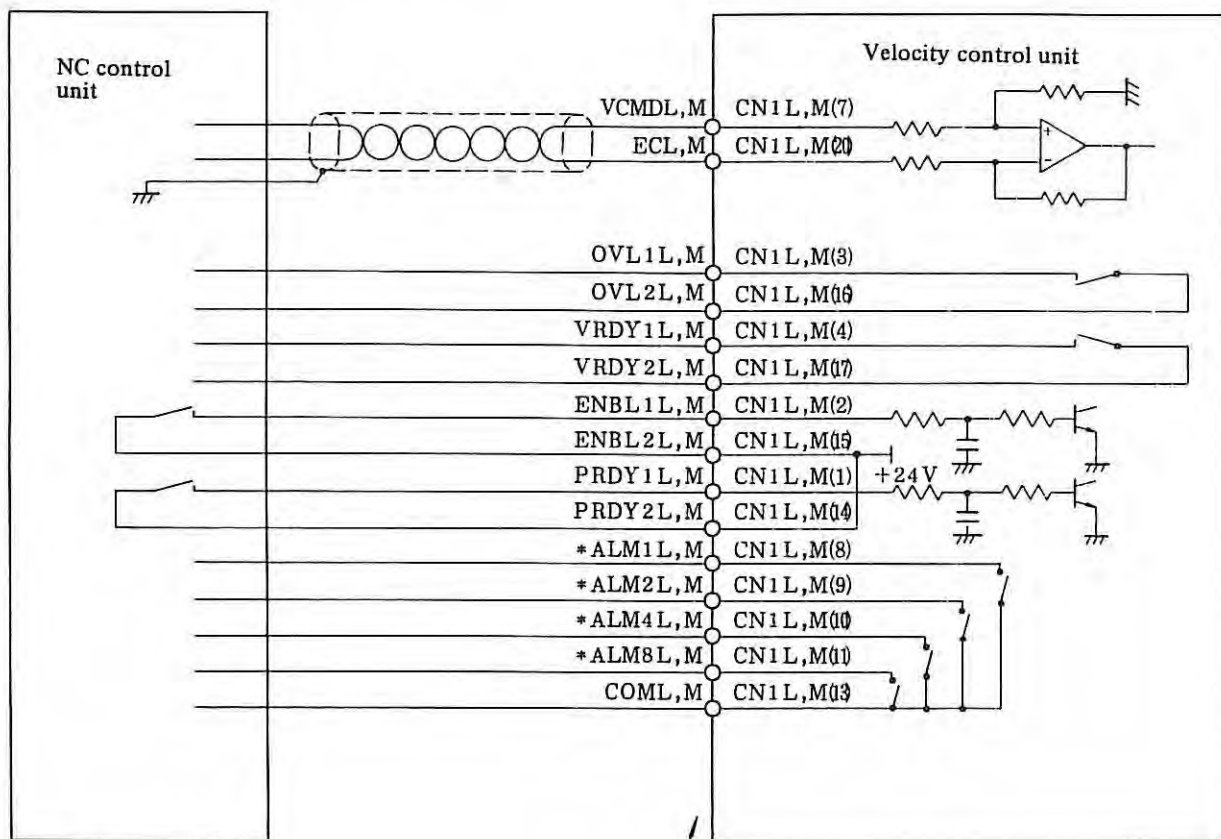 NC control
unit
Velocity control unit
VCMDL,M CN1L,M(7)
ECL,M CN1L,M(20)
OVL1L,M CN1L,M(3)
OVL2L,M CN1L,M(16)
VRDY1L,M CN1L,M(4)
VRDY2L,M CN1L,M(17)
ENBL1L,M CN1L,M(2)
ENBL2L,M CN1L,M(15)
PRDY1L,M CN1L,M(1) +24V
PRDY2L,M CN1L,M(14)
*ALM1L,M CN1L,M(8)
*ALM2L,M CN1L,M(9)
*ALM4L,M CN1L,M(10)
*ALM8L,M CN1L,M(11)
COML,M CN1L,M(13)
+
−